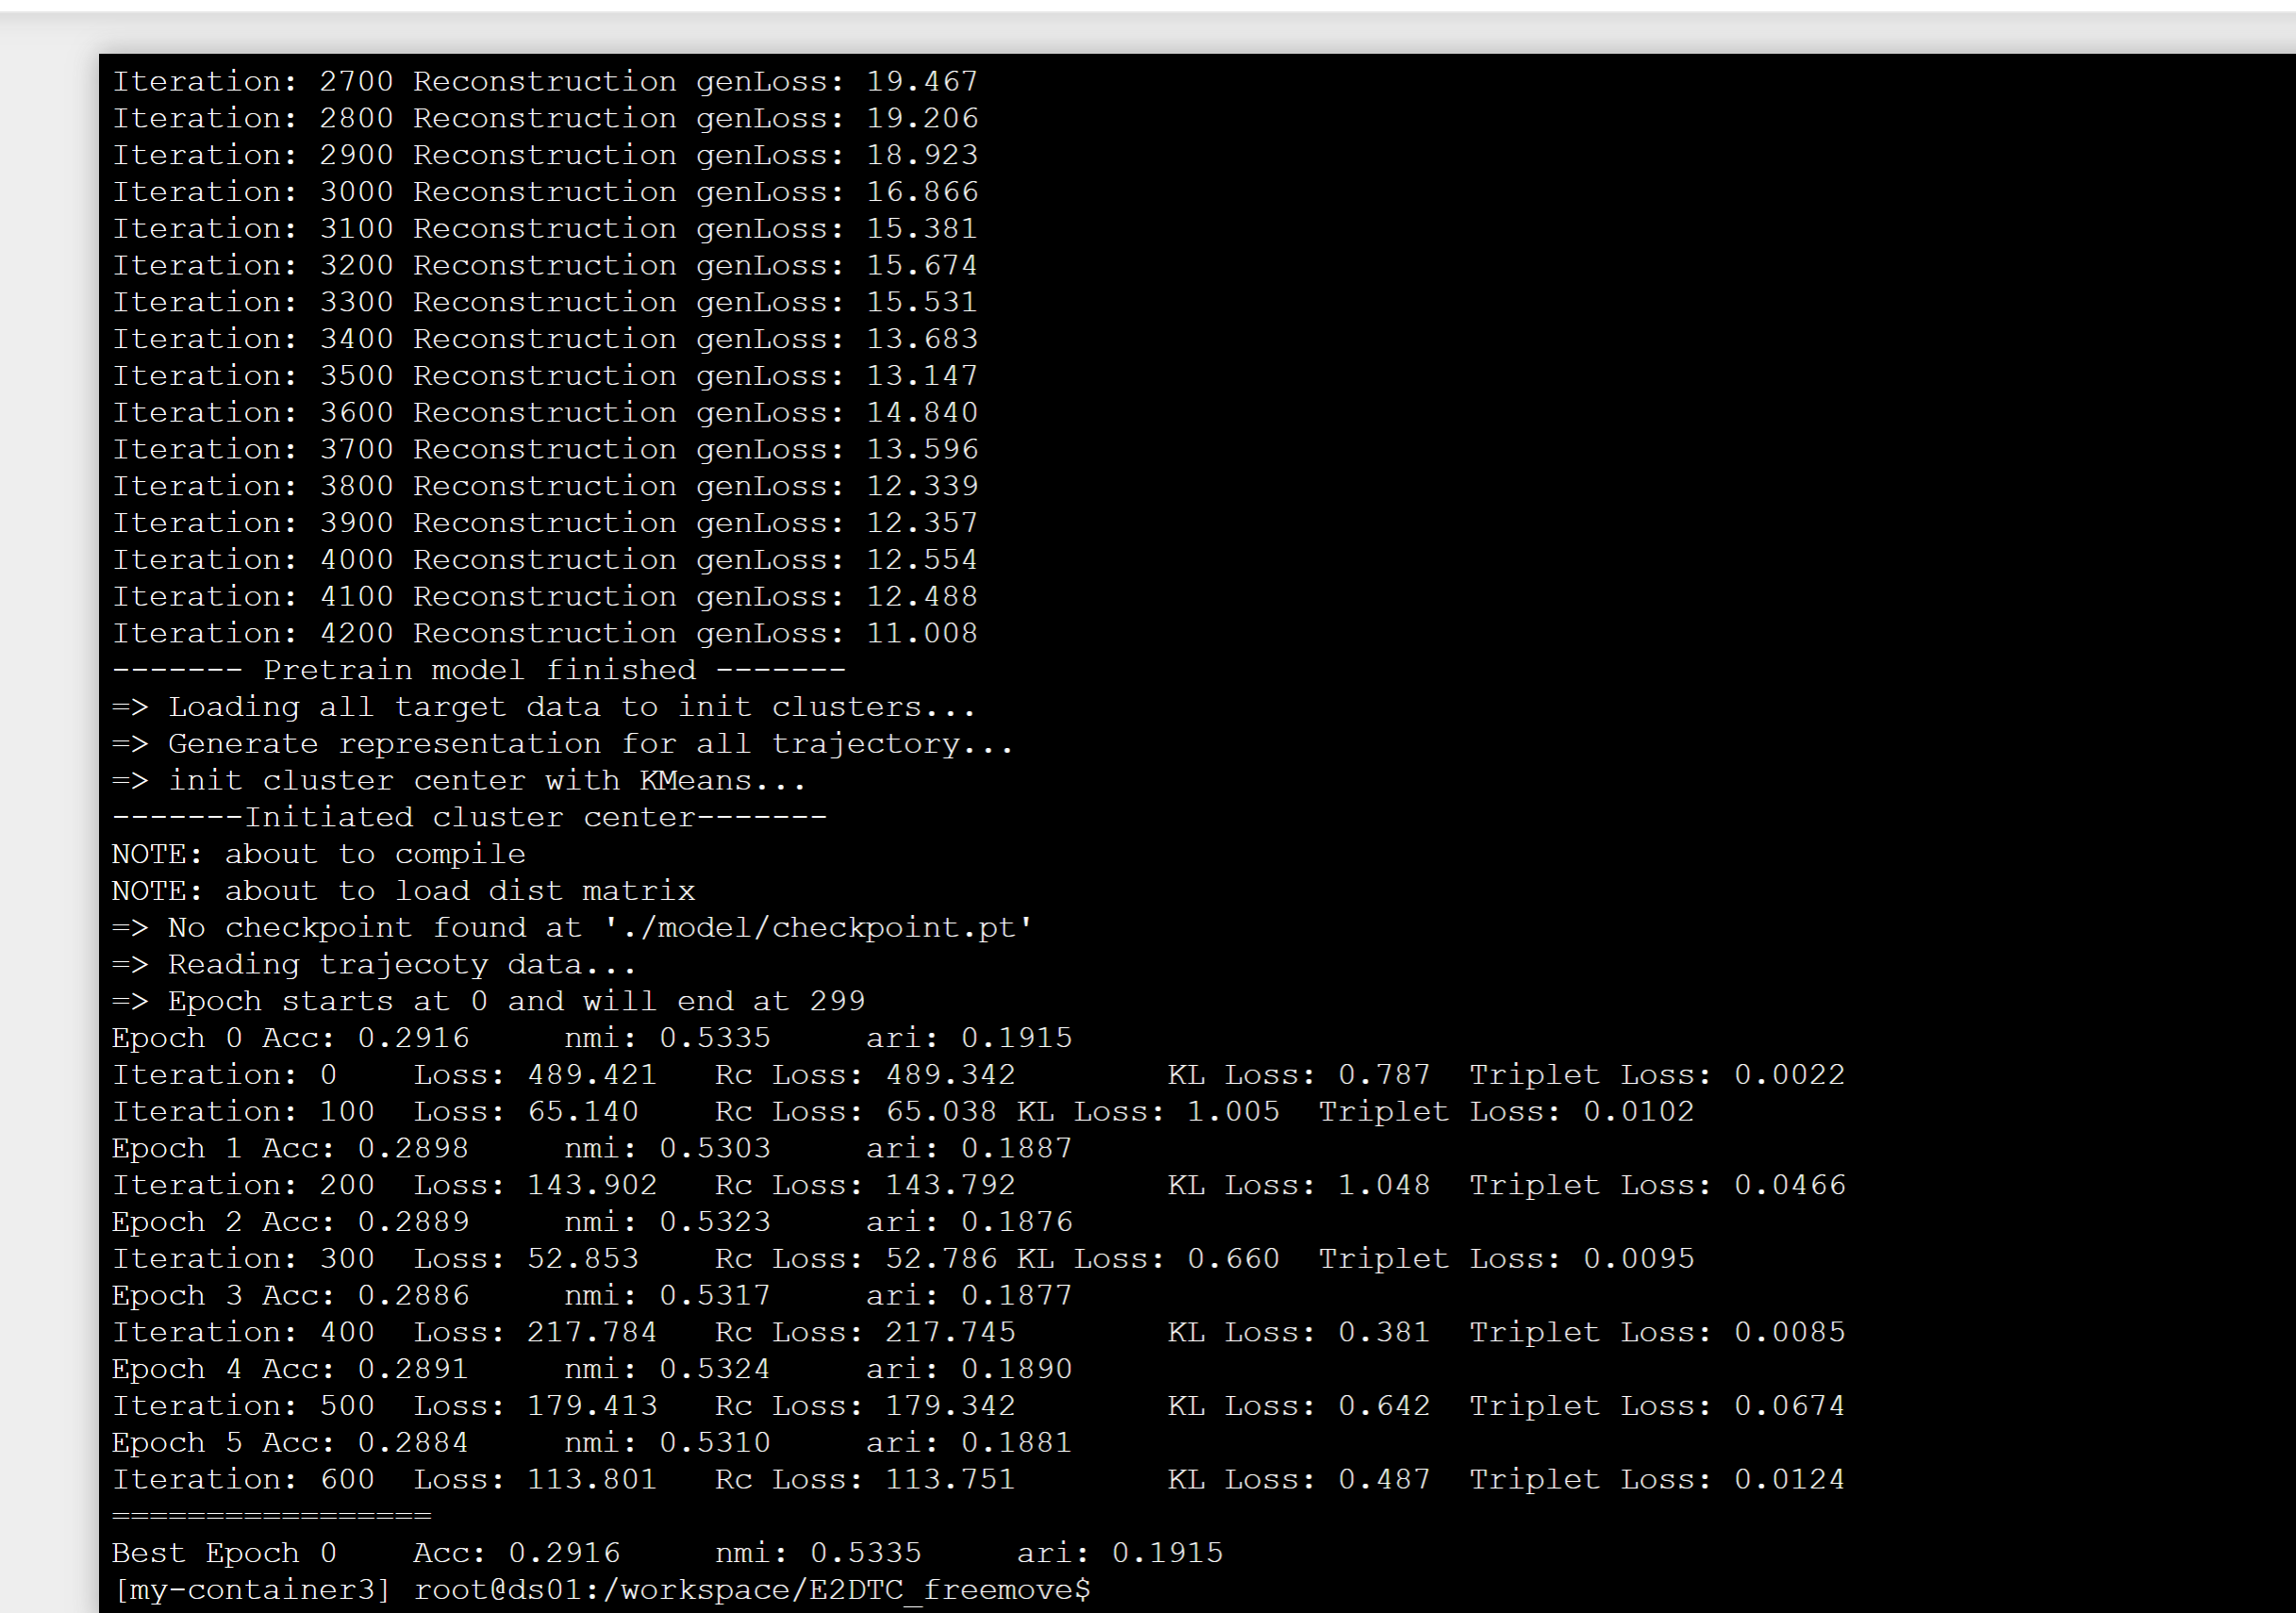 Iteration: 2700 Reconstruction genLoss: 19.467
Iteration: 2800 Reconstruction genLoss: 19.206
Iteration: 2900 Reconstruction genLoss: 18.923
Iteration: 3000 Reconstruction genLoss: 16.866
Iteration: 3100 Reconstruction genLoss: 15.381
Iteration: 3200 Reconstruction genLoss: 15.674
Iteration: 3300 Reconstruction genLoss: 15.531
Iteration: 3400 Reconstruction genLoss: 13.683
Iteration: 3500 Reconstruction genLoss: 13.147
Iteration: 3600 Reconstruction genLoss: 14.840
Iteration: 3700 Reconstruction genLoss: 13.596
Iteration: 3800 Reconstruction genLoss: 12.339
Iteration: 3900 Reconstruction genLoss: 12.357
Iteration: 4000 Reconstruction genLoss: 12.554
Iteration: 4100 Reconstruction genLoss: 12.488
Iteration: 4200 Reconstruction genLoss: 11.008
------- Pretrain model finished -------
=> Loading all target data to init clusters...
=> Generate representation for all trajectory...
=> init cluster center with KMeans...
-------Initiated cluster center-------
NOTE: about to compile
NOTE: about to load dist matrix
=> No checkpoint found at './model/checkpoint.pt'
=> Reading trajecoty data...
=> Epoch starts at 0 and will end at 299
Epoch 0 Acc: 0.2916     nmi: 0.5335     ari: 0.1915
Iteration: 0    Loss: 489.421   Rc Loss: 489.342        KL Loss: 0.787  Triplet Loss: 0.0022
Iteration: 100  Loss: 65.140    Rc Loss: 65.038 KL Loss: 1.005  Triplet Loss: 0.0102
Epoch 1 Acc: 0.2898     nmi: 0.5303     ari: 0.1887
Iteration: 200  Loss: 143.902   Rc Loss: 143.792        KL Loss: 1.048  Triplet Loss: 0.0466
Epoch 2 Acc: 0.2889     nmi: 0.5323     ari: 0.1876
Iteration: 300  Loss: 52.853    Rc Loss: 52.786 KL Loss: 0.660  Triplet Loss: 0.0095
Epoch 3 Acc: 0.2886     nmi: 0.5317     ari: 0.1877
Iteration: 400  Loss: 217.784   Rc Loss: 217.745        KL Loss: 0.381  Triplet Loss: 0.0085
Epoch 4 Acc: 0.2891     nmi: 0.5324     ari: 0.1890
Iteration: 500  Loss: 179.413   Rc Loss: 179.342        KL Loss: 0.642  Triplet Loss: 0.0674
Epoch 5 Acc: 0.2884     nmi: 0.5310     ari: 0.1881
Iteration: 600  Loss: 113.801   Rc Loss: 113.751        KL Loss: 0.487  Triplet Loss: 0.0124
=================
Best Epoch 0    Acc: 0.2916     nmi: 0.5335     ari: 0.1915
[my-container3] root@ds01:/workspace/E2DTC_freemove$